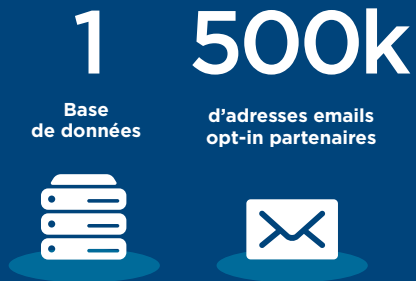 1
Base
de données
500k
d'adresses emails
opt-in partenaires